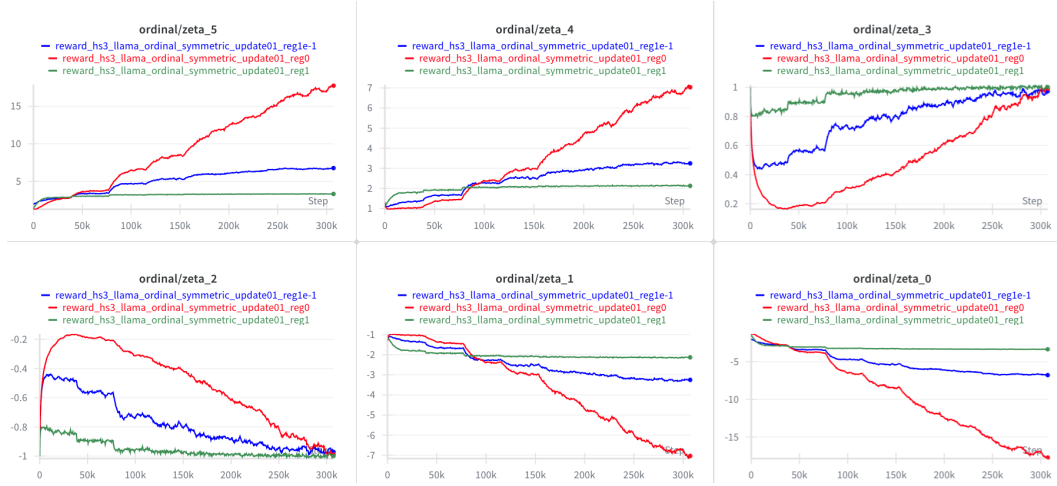 ordinal/zeta_5
reward_hs3_llama_ordinal_symmetric_update01_reg1e-1
reward_hs3_llama_ordinal_symmetric_update01_reg0
reward_hs3_llama_ordinal_symmetric_update01_reg1
15
5
Step
0 50k 100k 150k 200k 250k 300k
ordinal/zeta_4
reward_hs3_llama_ordinal_symmetric_update01_reg1e-1
reward_hs3_llama_ordinal_symmetric_update01_reg0
reward_hs3_llama_ordinal_symmetric_update01_reg1
7
6
5
4
3
2
1
Step
0 50k 100k 150k 200k 250k 300k
ordinal/zeta_3
reward_hs3_llama_ordinal_symmetric_update01_reg1e-1
reward_hs3_llama_ordinal_symmetric_update01_reg0
reward_hs3_llama_ordinal_symmetric_update01_reg1
1
0.8
0.6
0.4
0.2
Step
0 50k 100k 150k 200k 250k 300k
ordinal/zeta_2
reward_hs3_llama_ordinal_symmetric_update01_reg1e-1
reward_hs3_llama_ordinal_symmetric_update01_reg0
reward_hs3_llama_ordinal_symmetric_update01_reg1
-0.2
-0.4
-0.6
-0.8
-1
0 50k 100k 150k 200k 250k 300k
ordinal/zeta_1
reward_hs3_llama_ordinal_symmetric_update01_reg1e-1
reward_hs3_llama_ordinal_symmetric_update01_reg0
reward_hs3_llama_ordinal_symmetric_update01_reg1
-1
-2
-3
-4
-5
-6
-7
Step
0 50k 100k 150k 200k 250k 300k
ordinal/zeta_0
reward_hs3_llama_ordinal_symmetric_update01_reg1e-1
reward_hs3_llama_ordinal_symmetric_update01_reg0
reward_hs3_llama_ordinal_symmetric_update01_reg1
-5
-10
-15
Step
0 50k 100k 150k 200k 250k 300k